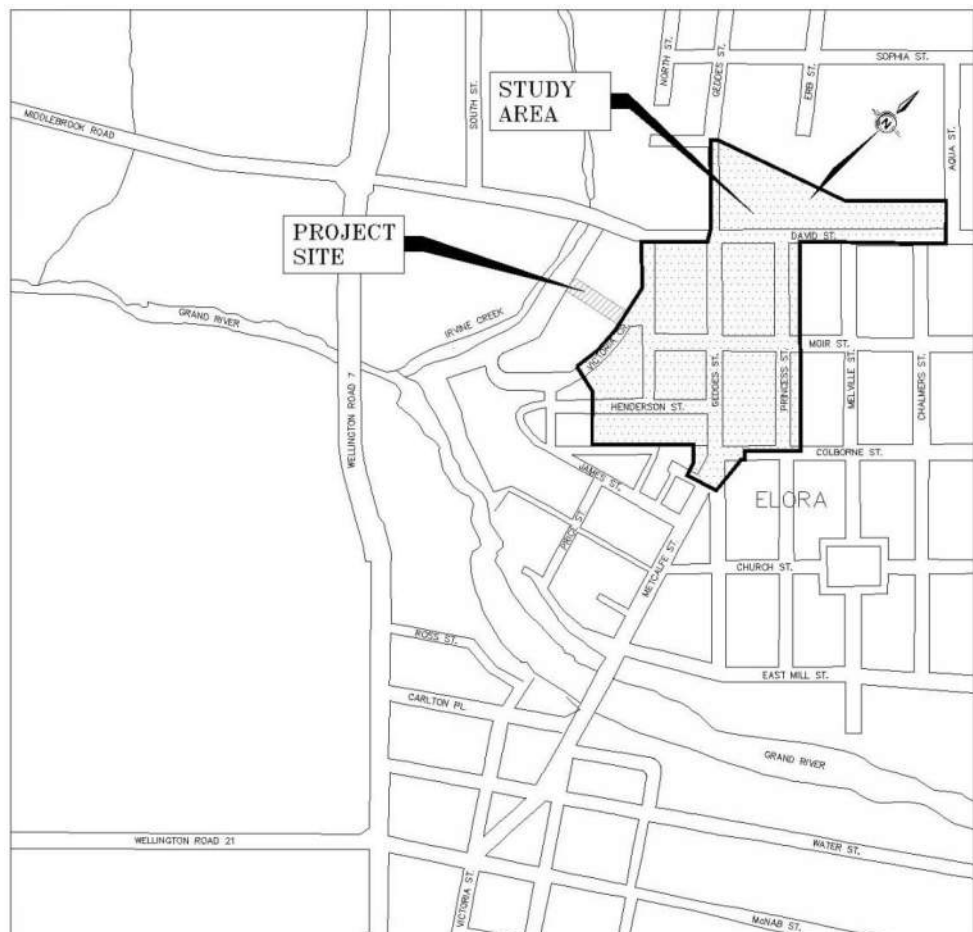 NORTH ST.
GEDDES ST.
ERB ST.
SOPHIA ST.
SOUTH ST.
STUDY
AREA
N
AQUA ST.
MIDDLEBROOK ROAD
PROJECT
SITE
DAVID ST.
GRAND RIVER
IRVINE CREEK
VICTORIA CR.
MOIR ST.
GEDDES ST.
PRINCESS ST.
MELVILLE ST.
CHALMERS ST.
HENDERSON ST.
WELLINGTON ROAD 7
COLBORNE ST.
JAMES ST.
ELORA
PRICE ST.
METCALFE ST.
CHURCH ST.
ROSS ST.
EAST MILL ST.
CARLTON PL.
GRAND RIVER
WELLINGTON ROAD 21
WATER ST.
VICTORIA ST.
McNAB ST.